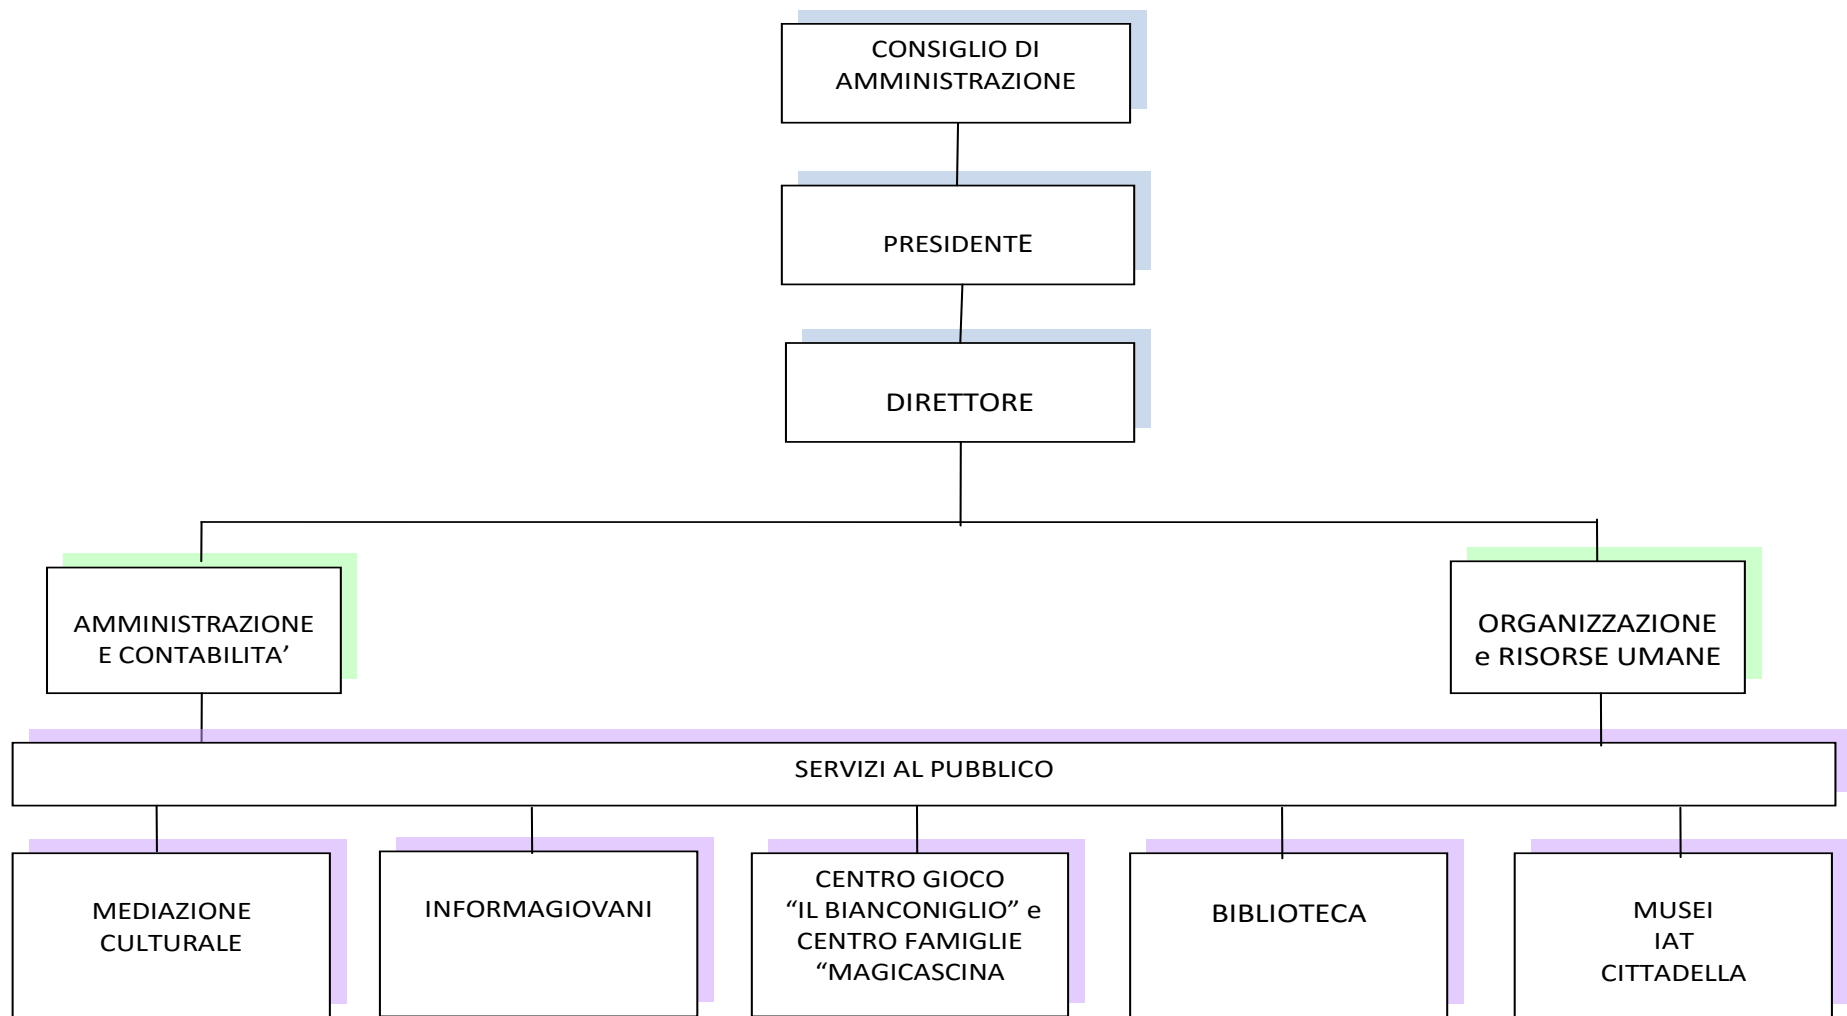 CONSIGLIO DI
AMMINISTRAZIONE
PRESIDENTE
DIRETTORE
AMMINISTRAZIONE
E CONTABILITA’
ORGANIZZAZIONE
e RISORSE UMANE
SERVIZI AL PUBBLICO
MEDIAZIONE
CULTURALE
INFORMAGIOVANI
CENTRO GIOCO
“IL BIANCONIGLIO” e
CENTRO FAMIGLIE
“MAGICASCINA
BIBLIOTECA
MUSEI
IAT
CITTADELLA